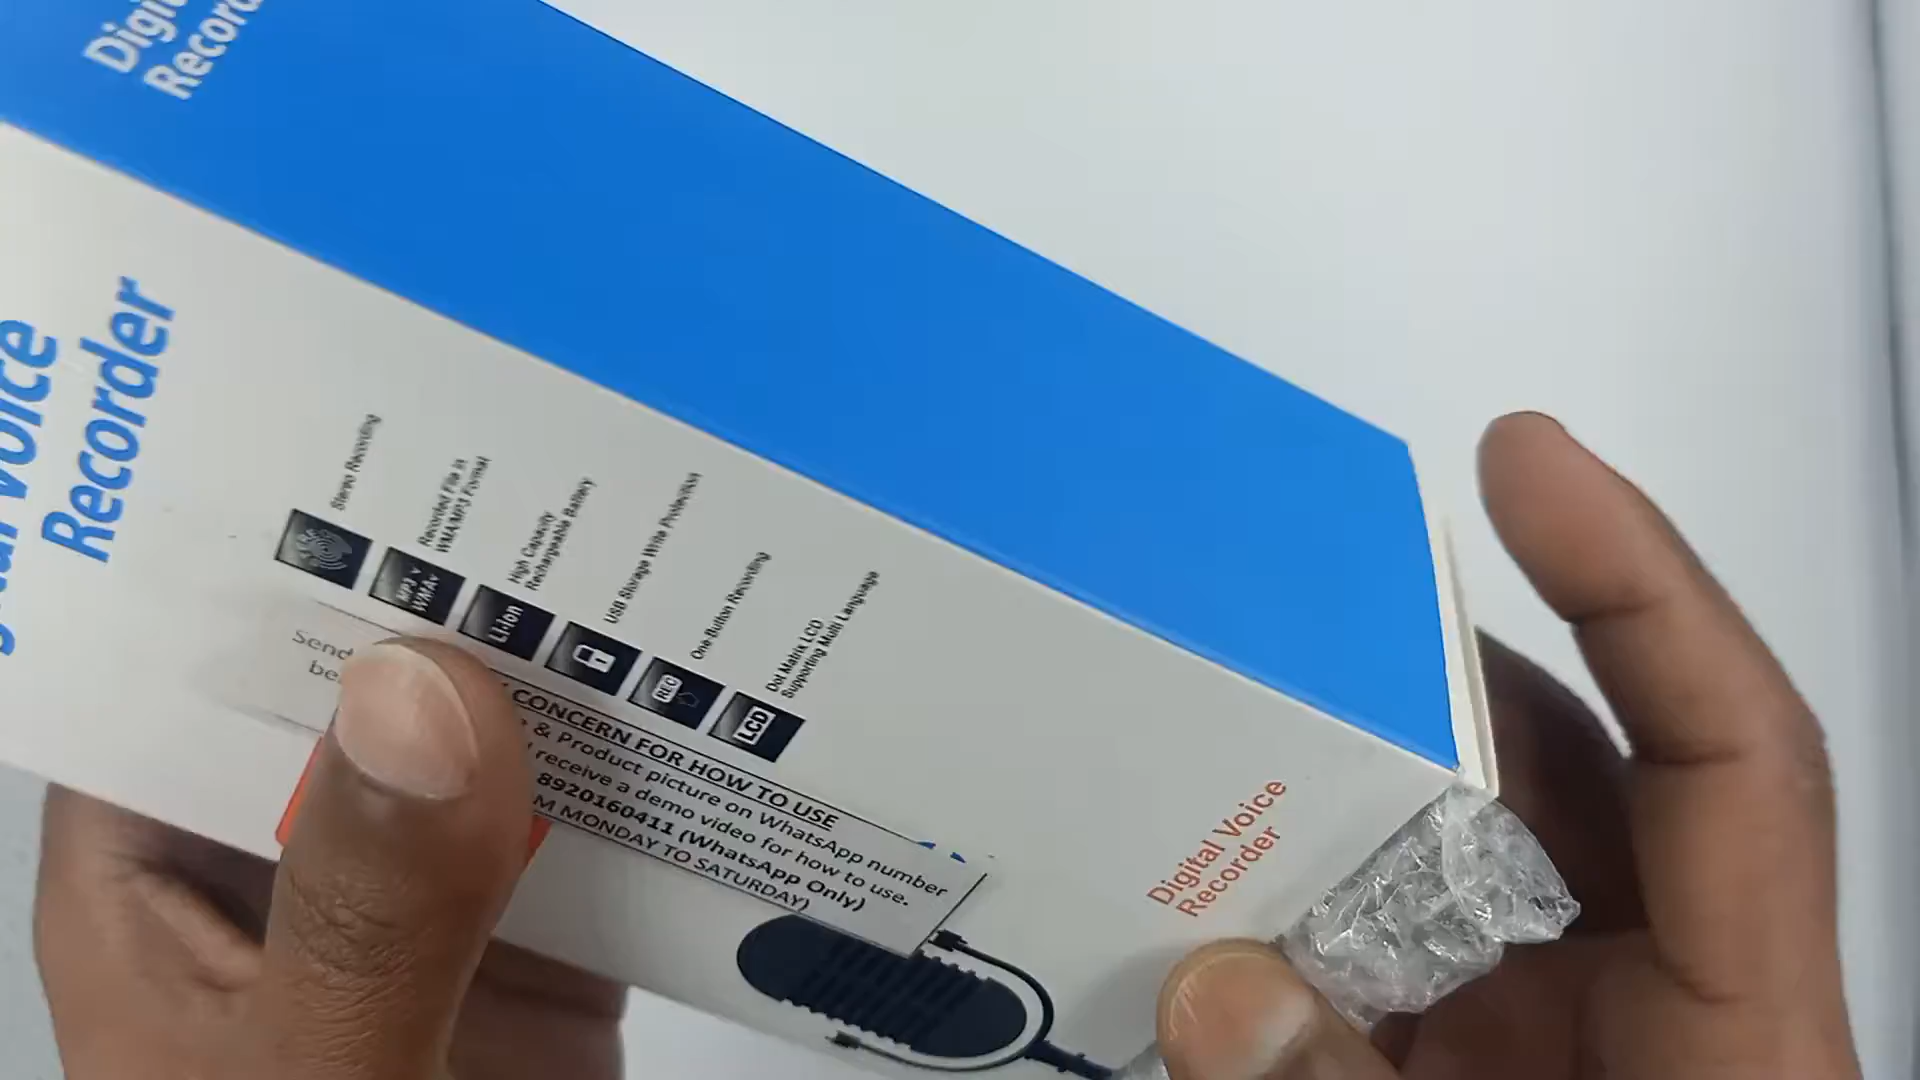 Digi
Record
Voice
Recorder
Stereo Recording
Recorded File in
WMA/MP3 Format
High Capacity
Rechargeable Battery
USB Storage Write Protection
One-Button Recording
Dot Matrix LCD
Supporting Multi Language
MP3
WMA
Li-Ion
REC
LCD
Send
be
CONCERN FOR HOW TO USE
& Product picture on WhatsApp number
receive a demo video for how to use.
8920160411 (WhatsApp Only)
M MONDAY TO SATURDAY)
Digital Voice
Recorder